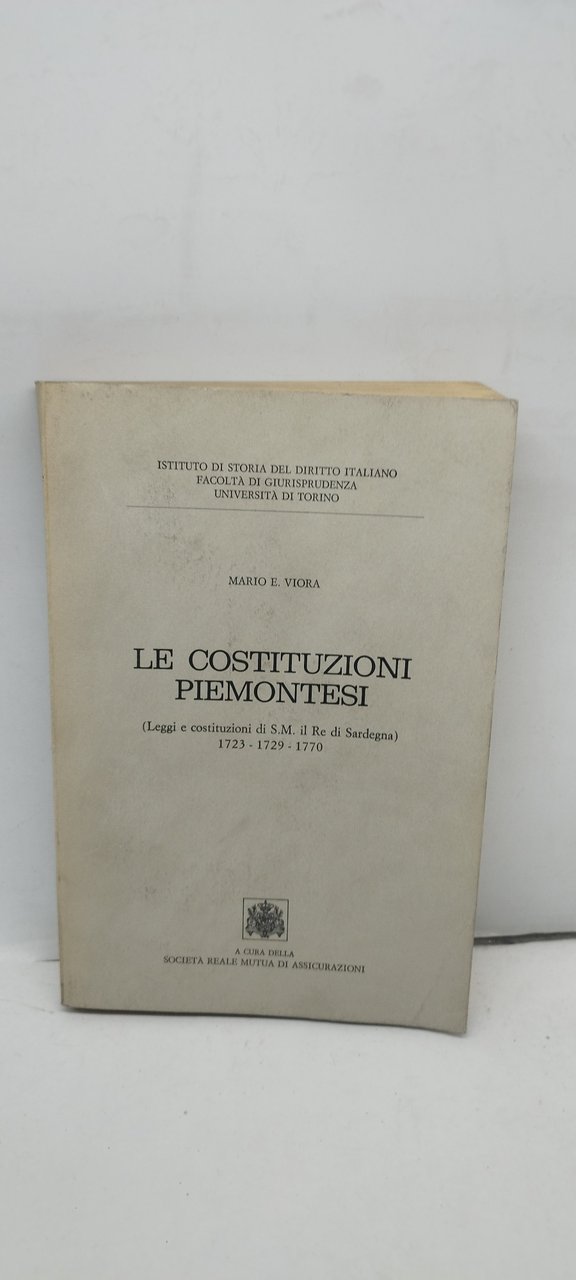 ISTITUTO DI STORIA DEL DIRITTO ITALIANO
FACOLTÀ DI GIURISPRUDENZA
UNIVERSITÀ DI TORINO
MARIO E. VIORA
LE COSTITUZIONI
PIEMONTESI
(Leggi e costituzioni di S.M. il Re di Sardegna)
1723 - 1729 - 1770
A CURA DELLA
SOCIETÀ REALE MUTUA DI ASSICURAZIONI